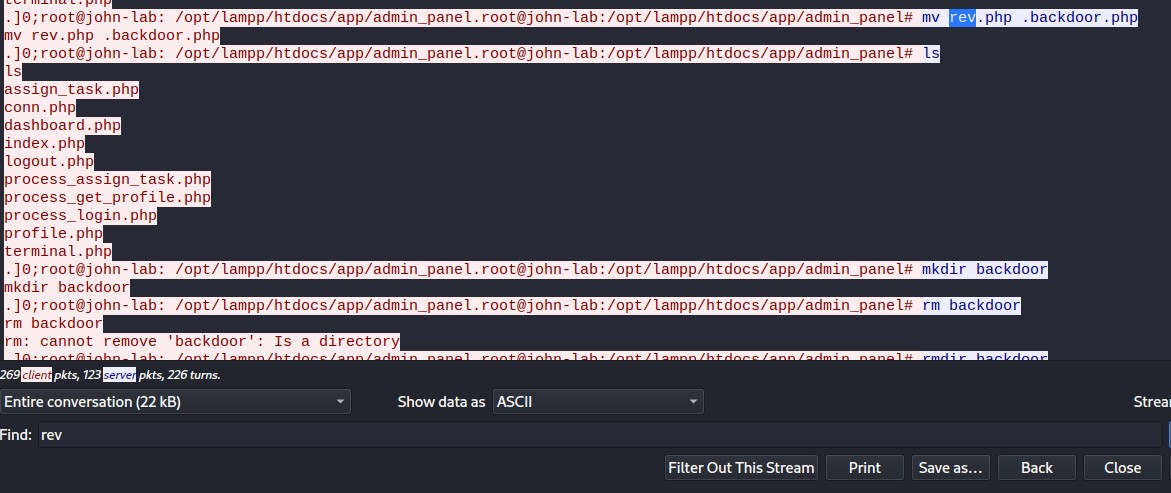 terminal.php
.]0;root@john-lab: /opt/lampp/htdocs/app/admin_panel.root@john-lab:/opt/lampp/htdocs/app/admin_panel# mv rev.php .backdoor.php
mv rev.php .backdoor.php
.]0;root@john-lab: /opt/lampp/htdocs/app/admin_panel.root@john-lab:/opt/lampp/htdocs/app/admin_panel# ls
ls
assign_task.php
conn.php
dashboard.php
index.php
logout.php
process_assign_task.php
process_get_profile.php
process_login.php
profile.php
terminal.php
.]0;root@john-lab: /opt/lampp/htdocs/app/admin_panel.root@john-lab:/opt/lampp/htdocs/app/admin_panel# mkdir backdoor
mkdir backdoor
.]0;root@john-lab: /opt/lampp/htdocs/app/admin_panel.root@john-lab:/opt/lampp/htdocs/app/admin_panel# rm backdoor
rm backdoor
rm: cannot remove 'backdoor': Is a directory
.]0;root@john-lab: /opt/lampp/htdocs/app/admin_panel.root@john-lab:/opt/lampp/htdocs/app/admin_panel# rmdir backdoor
269 client pkts, 123 server pkts, 226 turns.
Entire conversation (22 kB) Show data as ASCII Strea
Find: rev
Filter Out This Stream Print Save as... Back Close